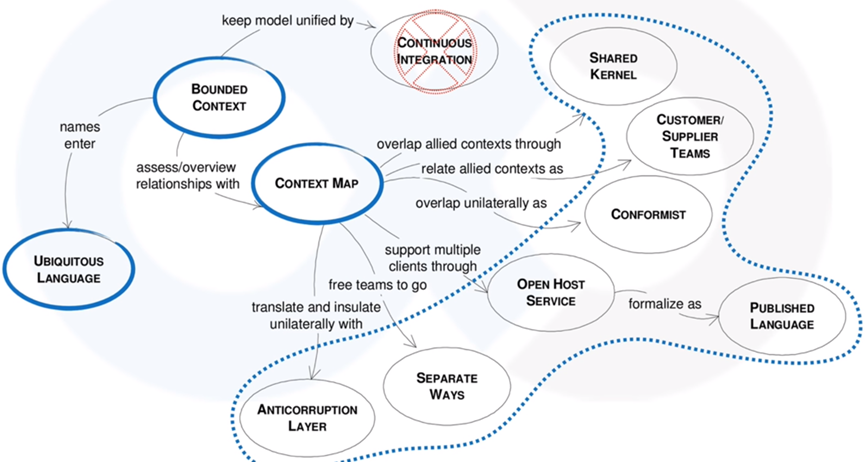 keep model unified by
CONTINUOUS
INTEGRATION
SHARED
KERNEL
BOUNDED
CONTEXT
names
enter
CUSTOMER/
SUPPLIER
TEAMS
overlap allied contexts through
assess/overview
relationships with
relate allied contexts as
CONTEXT MAP
overlap unilaterally as
CONFORMIST
UBIQUITOUS
LANGUAGE
support multiple
clients through
free teams to go
OPEN HOST
SERVICE
formalize as
PUBLISHED
LANGUAGE
translate and insulate
unilaterally with
SEPARATE
WAYS
ANTICORRUPTION
LAYER